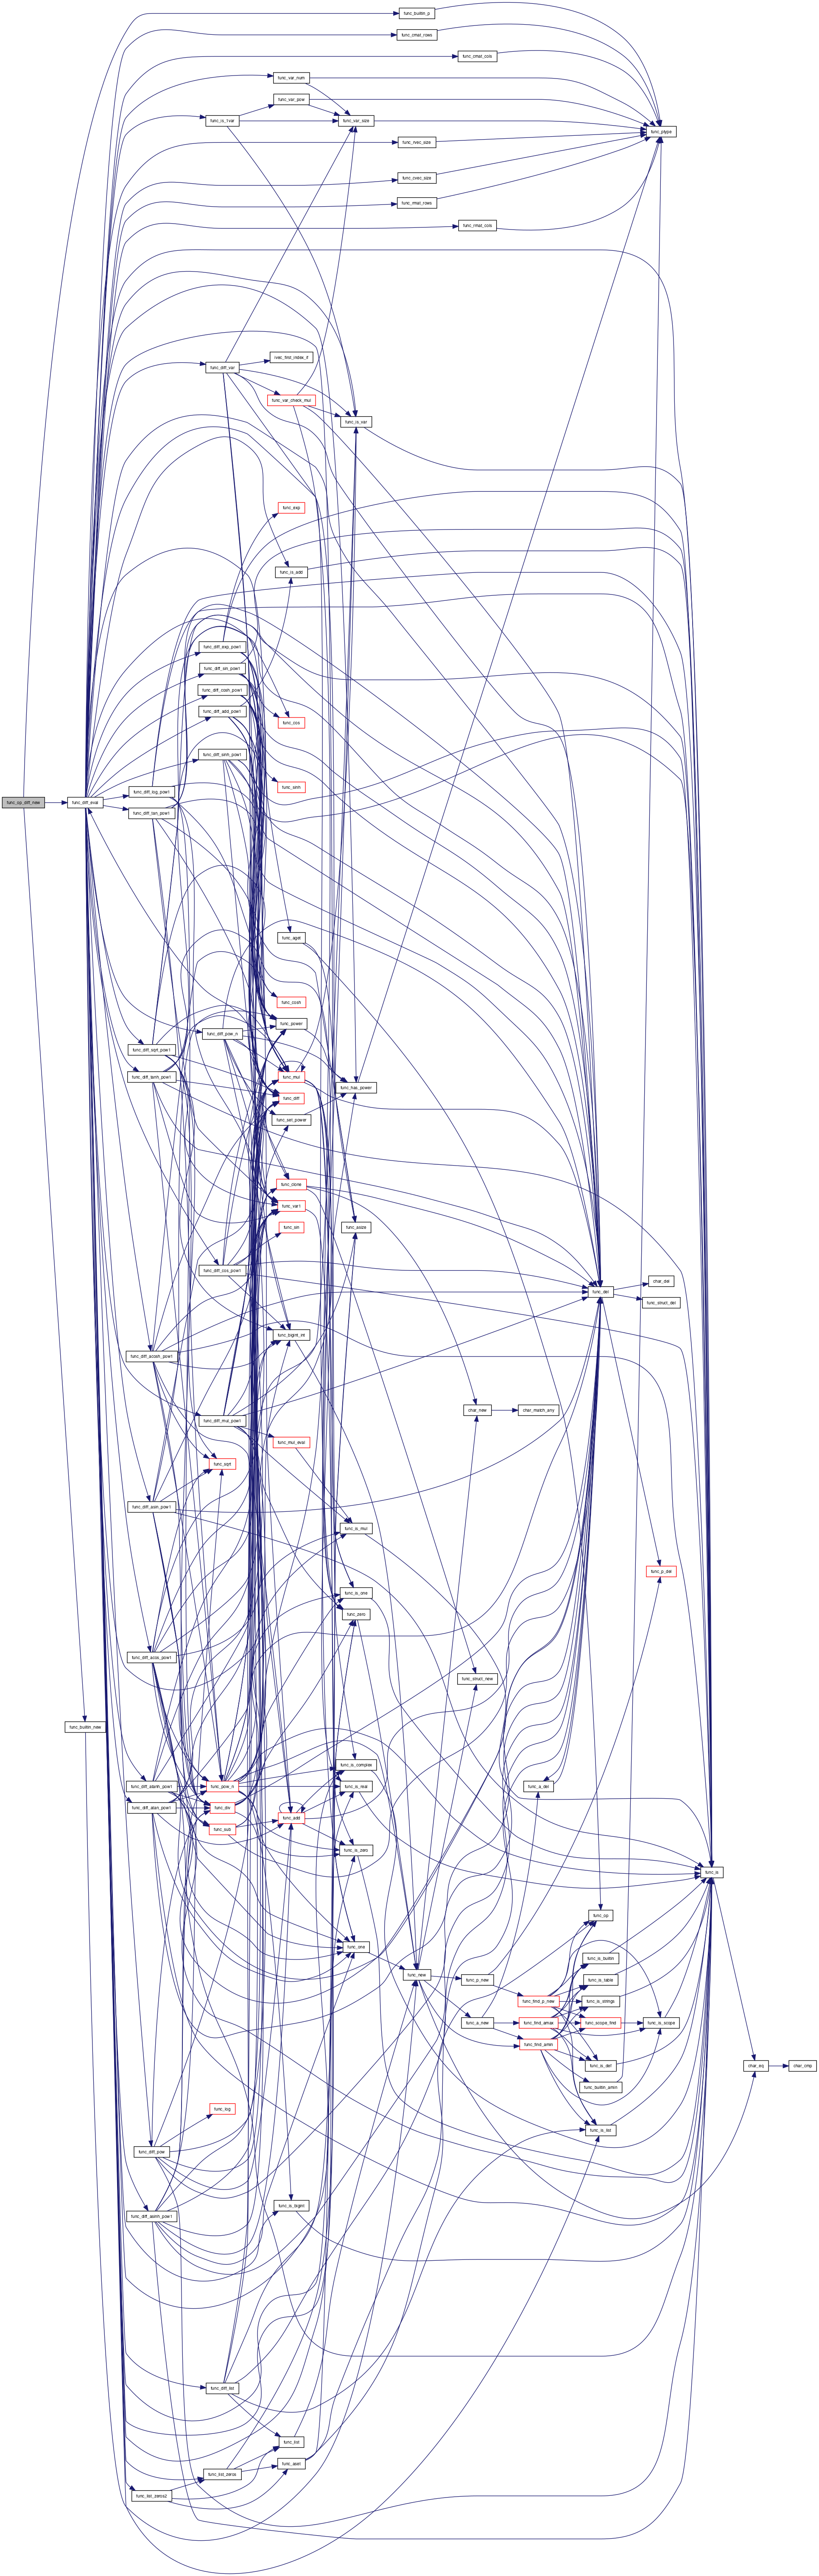 func_builtin_p
func_cmat_rows
func_cmat_cols
func_var_num
func_var_pow
func_is_1var
func_var_size
func_ptype
func_rvec_size
func_cvec_size
func_rmat_rows
func_rmat_cols
ivec_find_index_if
func_diff_var
func_var_check_mul
func_is_var
func_exp
func_is_add
func_diff_exp_pow1
func_diff_sin_pow1
func_diff_cosh_pow1
func_diff_add_pow1
func_cos
func_diff_sinh_pow1
func_sinh
func_diff_log_pow1
func_op_diff_new
func_diff_eval
func_diff_tan_pow1
func_aget
func_cosh
func_power
func_diff_pow_n
func_diff_sqrt_pow1
func_diff_tanh_pow1
func_mul
func_has_power
func_diff
func_set_power
func_clone
func_var1
func_sin
func_asize
func_diff_cos_pow1
char_del
func_del
func_struct_del
func_bigint_int
func_diff_acosh_pow1
char_new
char_match_any
func_diff_mul_pow1
func_mul_eval
func_sqrt
func_diff_asin_pow1
func_is_mul
func_p_del
func_is_one
func_zero
func_diff_acos_pow1
func_struct_new
func_builtin_new
func_is_complex
func_diff_atanh_pow1
func_pow_n
func_is_real
func_a_del
func_diff_atan_pow1
func_div
func_add
func_sub
func_is_zero
func_is
func_op
func_one
func_is_builtin
func_new
func_p_new
func_is_table
func_find_p_new
func_is_strings
func_a_new
func_find_amax
func_scope_find
func_is_scope
func_find_amin
func_is_def
char_eq
char_cmp
func_builtin_amin
func_log
func_is_list
func_diff_pow
func_is_bigint
func_diff_asinh_pow1
func_diff_list
func_list
func_list_zeros
func_aset
func_list_zeros2